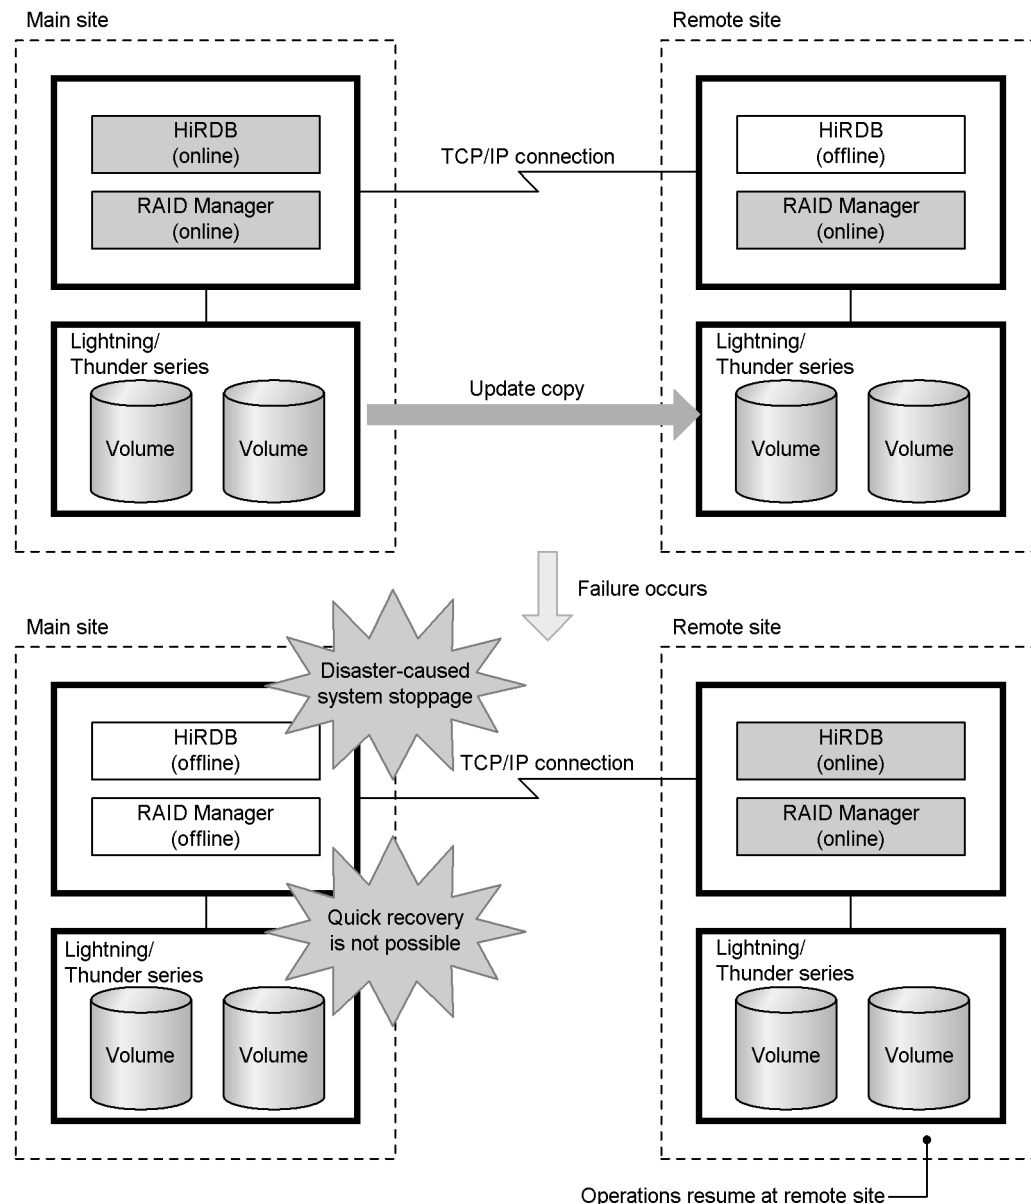 Main site
Remote site
HiRDB
(online)
RAID Manager
(online)
TCP/IP connection
HiRDB
(offline)
RAID Manager
(online)
Lightning/
Thunder series
Volume
Volume
Update copy
Lightning/
Thunder series
Volume
Volume
Failure occurs
Main site
Remote site
Disaster-caused
system stoppage
HiRDB
(offline)
RAID Manager
(offline)
TCP/IP connection
HiRDB
(online)
RAID Manager
(online)
Quick recovery
is not possible
Lightning/
Thunder series
Volume
Volume
Lightning/
Thunder series
Volume
Volume
Operations resume at remote site